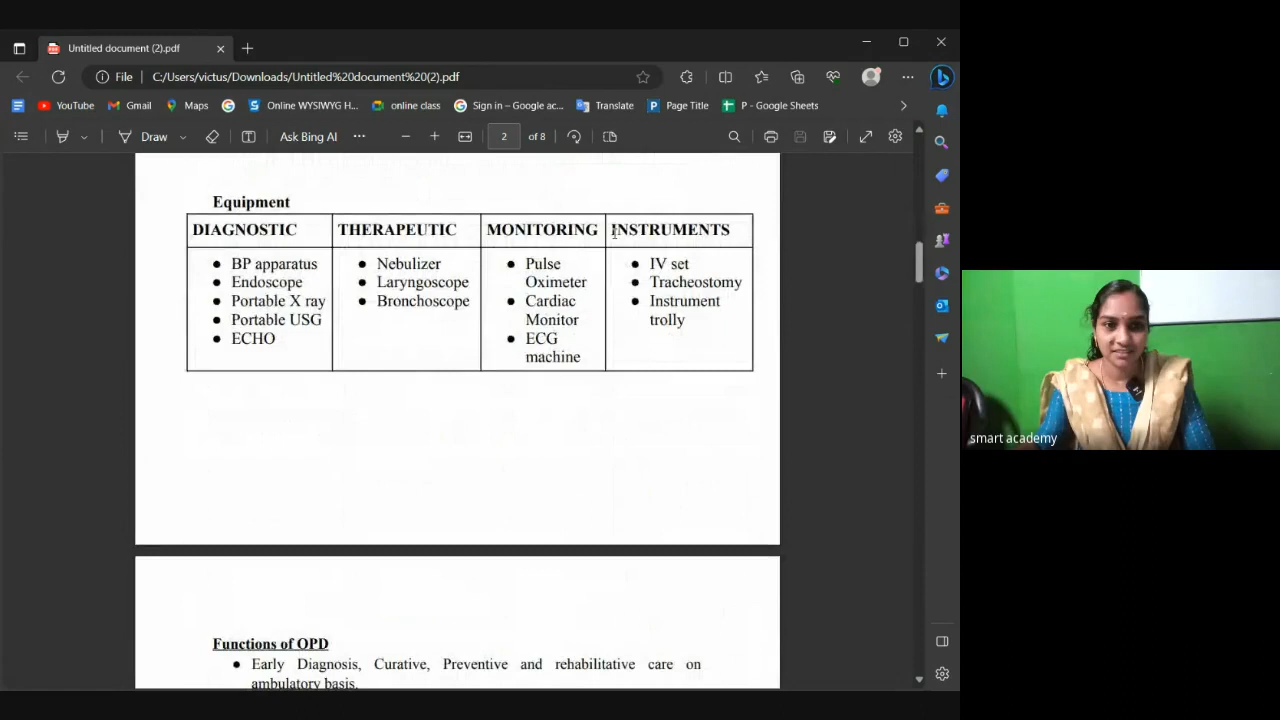 Untitled document (2).pdf
File C:/Users/victus/Downloads/Untitled%20document%20(2).pdf
YouTube Gmail Maps Online WYSIWYG H... online class Sign in – Google ac... Translate Page Title P - Google Sheets
Draw Ask Bing AI 2 of 8
Equipment
DIAGNOSTIC THERAPEUTIC MONITORING INSTRUMENTS
● BP apparatus
● Endoscope
● Portable X ray
● Portable USG
● ECHO
● Nebulizer
● Laryngoscope
● Bronchoscope
● Pulse
Oximeter
● Cardiac
Monitor
● ECG
machine
● IV set
● Tracheostomy
● Instrument
trolly
Functions of OPD
● Early Diagnosis, Curative, Preventive and rehabilitative care on
ambulatory basis.
smart academy